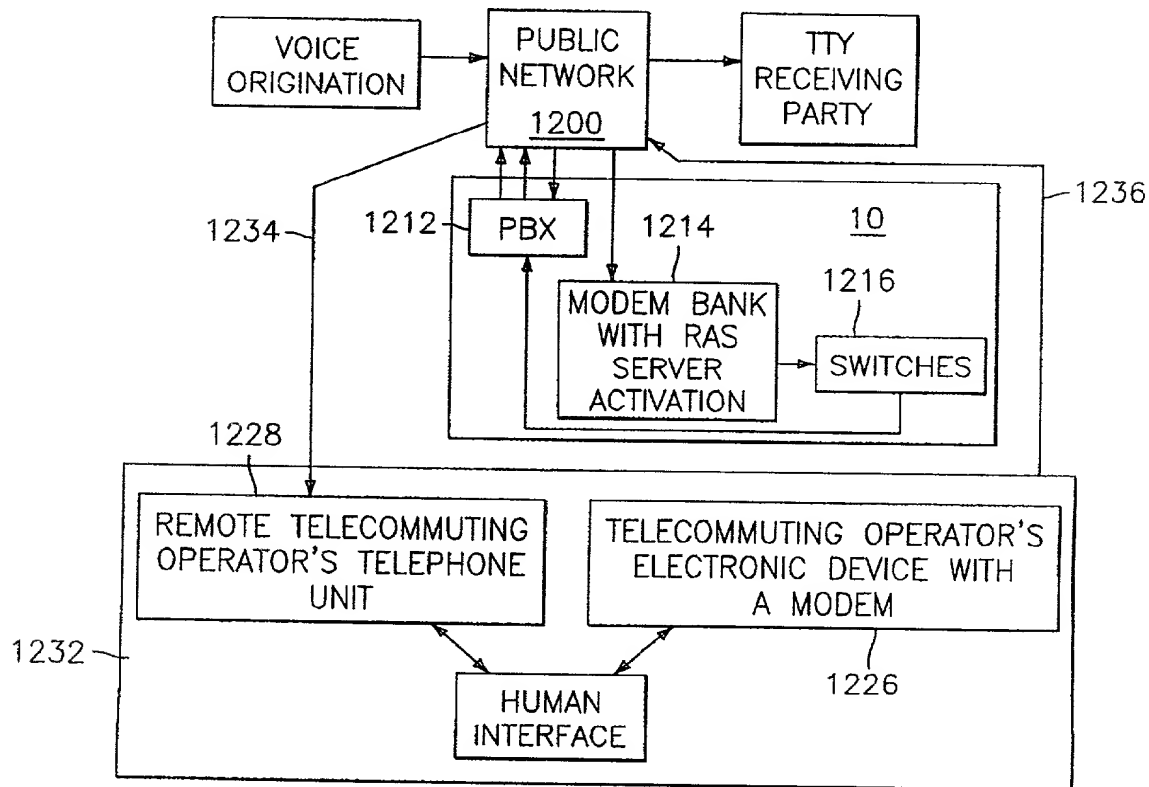 VOICE
ORIGINATION
PUBLIC
NETWORK
1200
TTY
RECEIVING
PARTY
1234
1212
PBX
1214
10
1236
1216
MODEM BANK
WITH RAS
SERVER
ACTIVATION
SWITCHES
1228
REMOTE TELECOMMUTING
OPERATOR'S TELEPHONE
UNIT
TELECOMMUTING OPERATOR'S
ELECTRONIC DEVICE WITH
A MODEM
1232
1226
HUMAN
INTERFACE